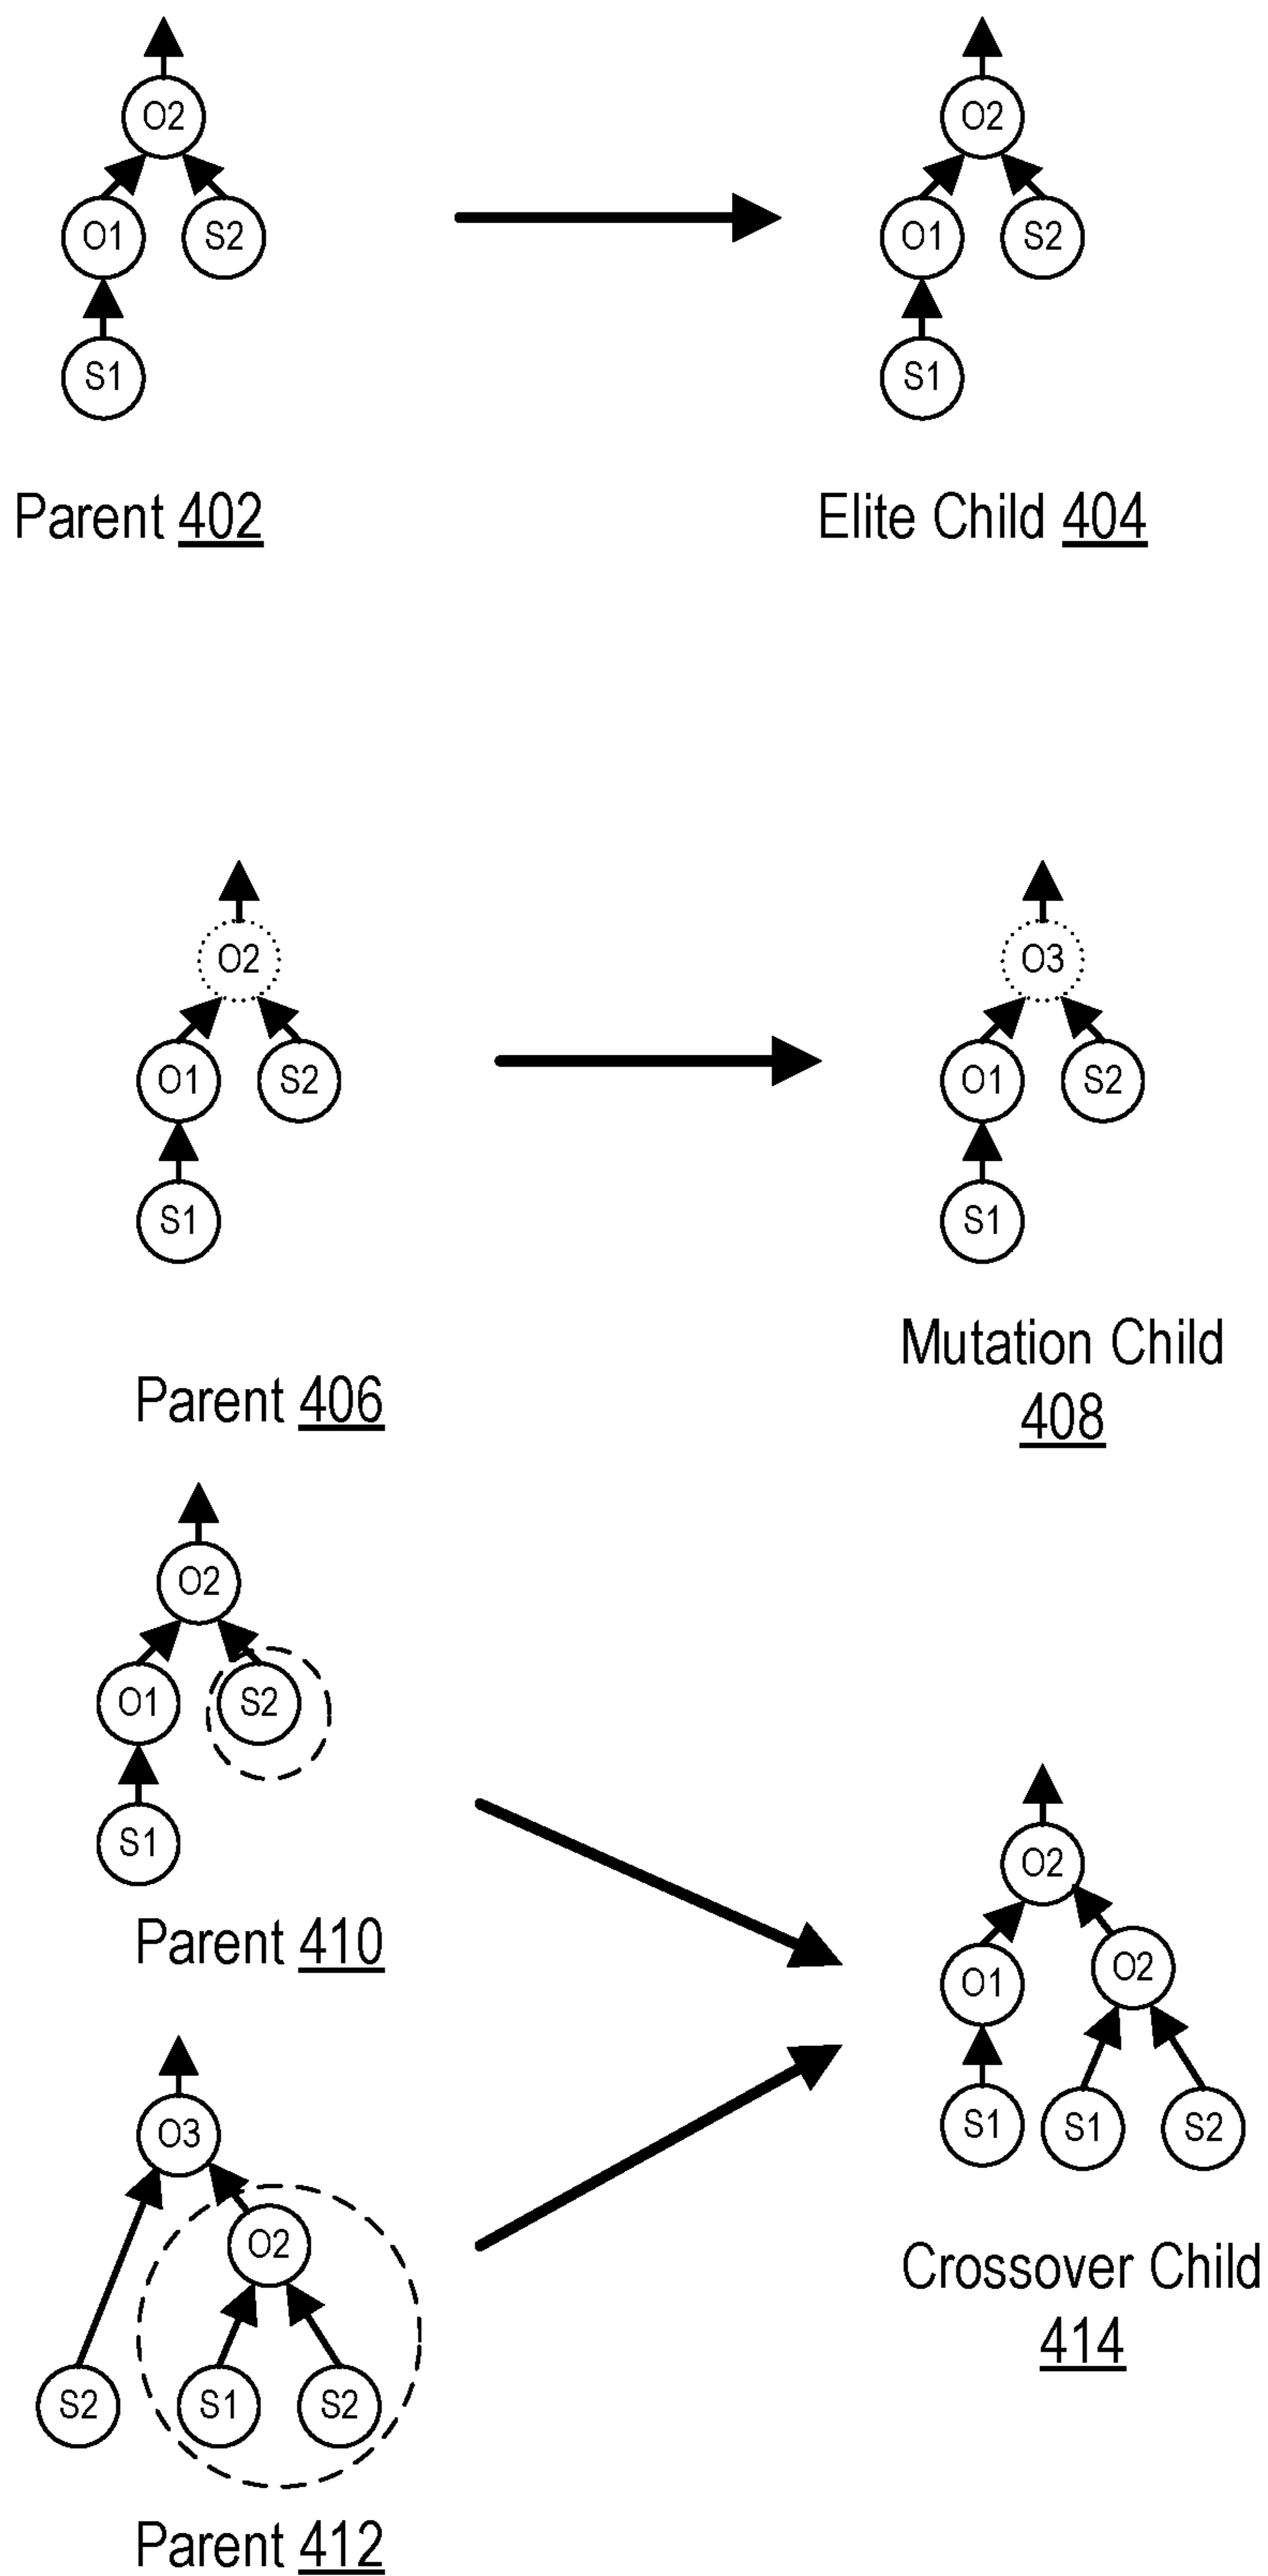 O2
O2
O1
S2
O1
S2
S1
S1
Parent 402
Elite Child 404
O2
O3
O1
S2
O1
S2
S1
S1
Parent 406
Mutation Child
408
O2
O1
S2
S1
Parent 410
O3
O2
S2
S1
S2
Parent 412
O2
O1
O2
S1
S1
S2
Crossover Child
414